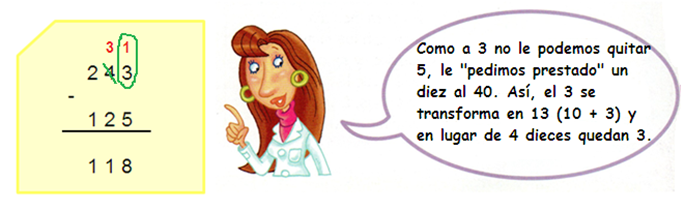 3 1
2 4 3
-
1 2 5
1 1 8
Como a 3 no le podemos quitar
5, le "pedimos prestado" un
diez al 40. Así, el 3 se
transforma en 13 (10 + 3) y
en lugar de 4 dieces quedan 3.